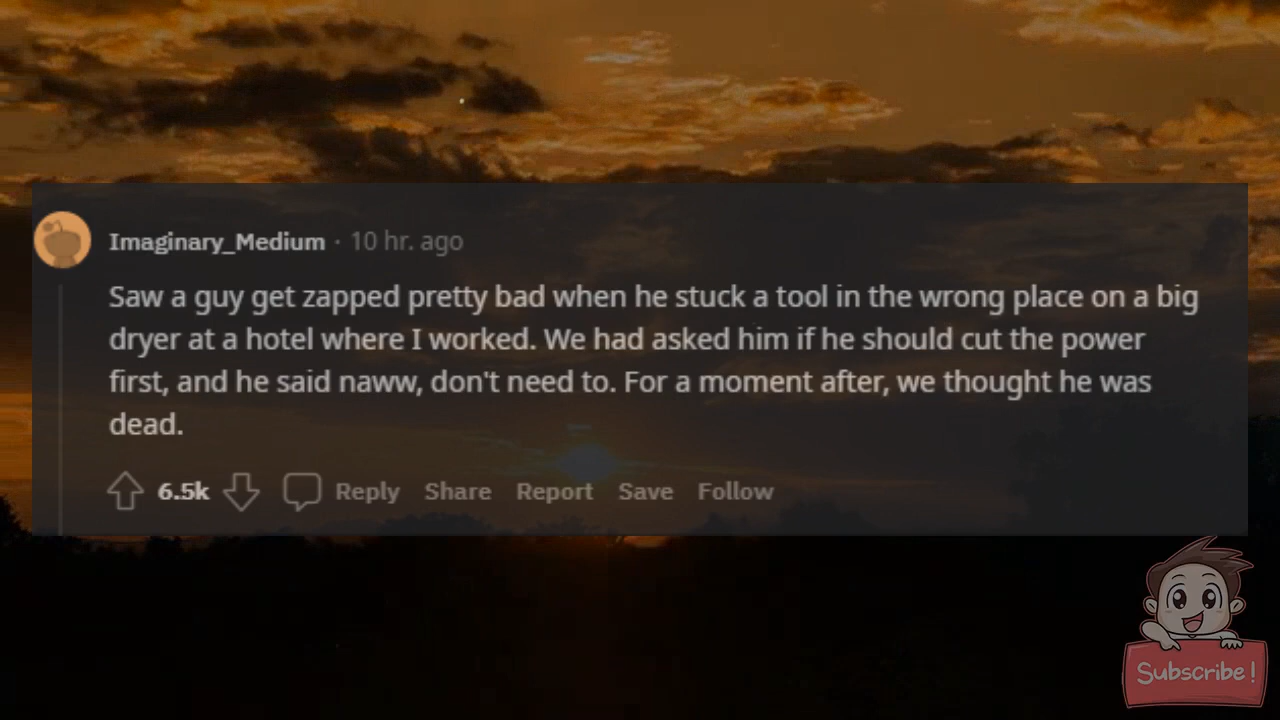 Imaginary_Medium · 10 hr. ago
Saw a guy get zapped pretty bad when he stuck a tool in the wrong place on a big
dryer at a hotel where I worked. We had asked him if he should cut the power
first, and he said naww, don't need to. For a moment after, we thought he was
dead.
6.5k Reply Share Report Save Follow
Subscribe!